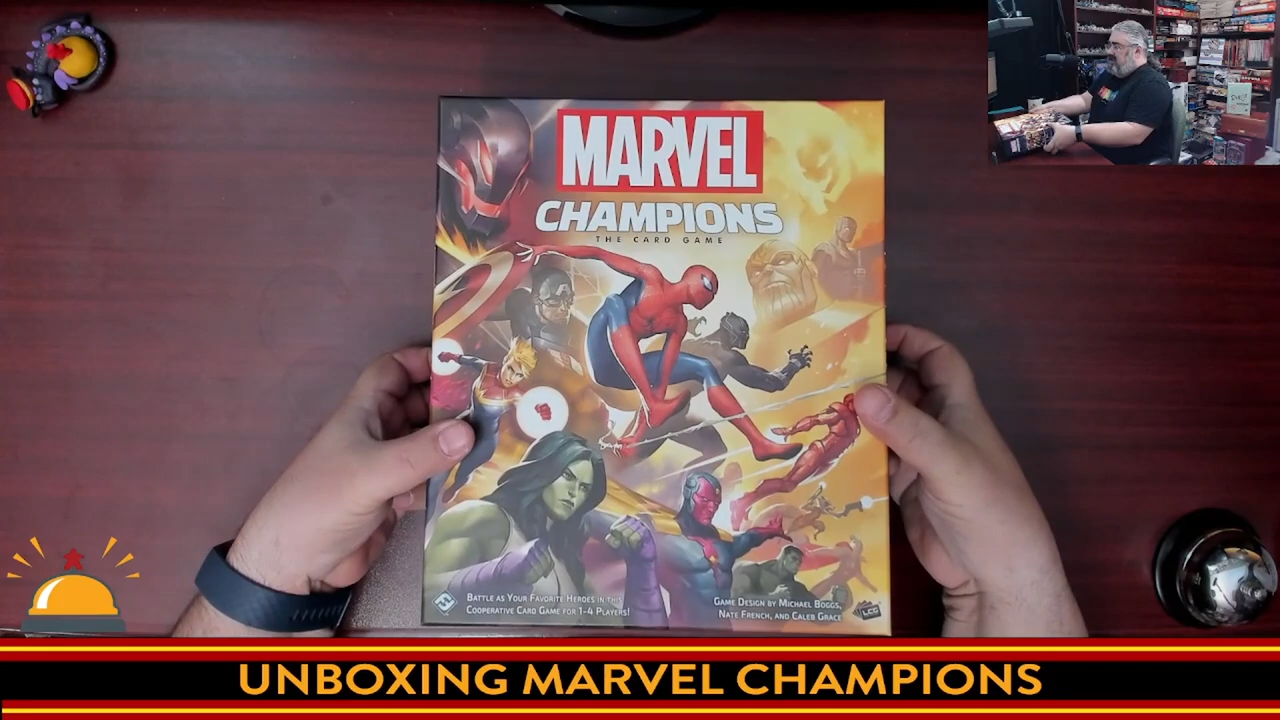 MARVEL
CHAMPIONS
THE CARD GAME
BATTLE AS YOUR FAVORITE HEROES IN THIS
COOPERATIVE CARD GAME FOR 1-4 PLAYERS!
GAME DESIGN BY MICHAEL BOGGS,
NATE FRENCH, AND CALEB GRACE
LCG
UNBOXING MARVEL CHAMPIONS